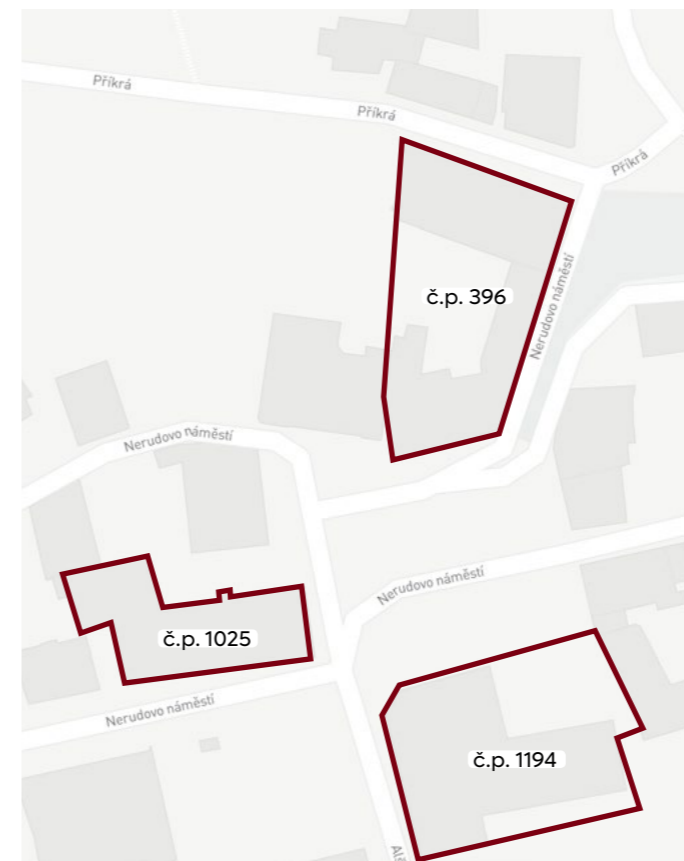 Příkrá
Příkrá
Příkrá
č.p. 396
Nerudovo náměstí
Nerudovo náměstí
Nerudovo náměstí
č.p. 1025
Nerudovo náměstí
č.p. 1194